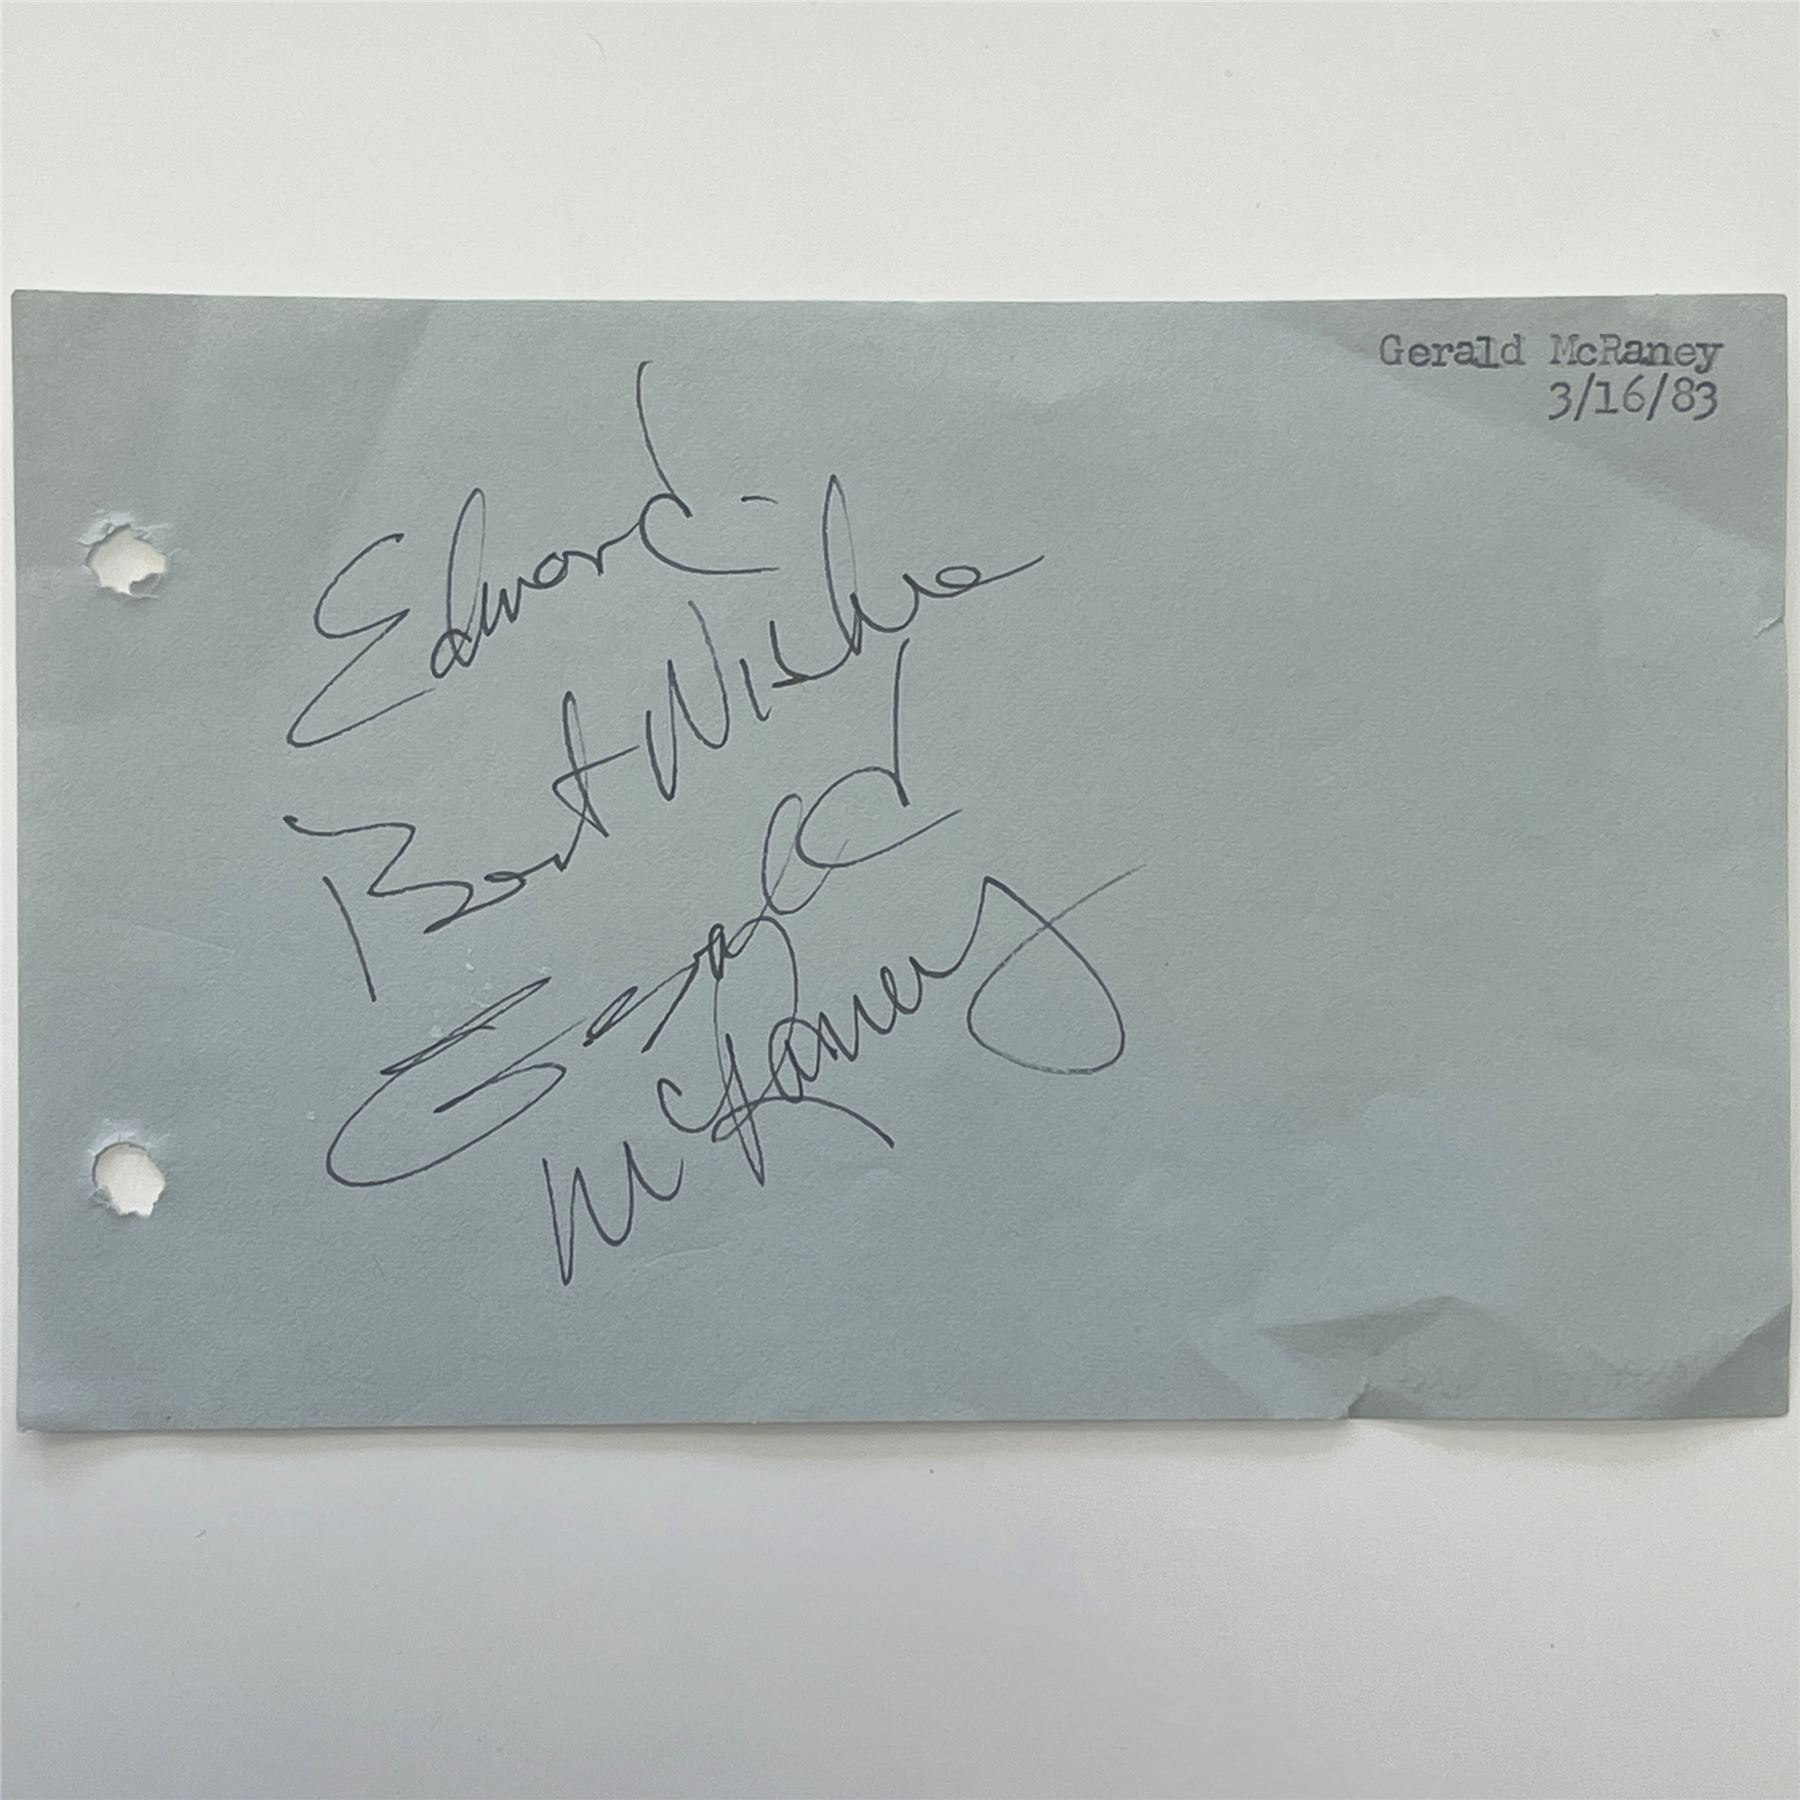 Gerald McRaney
3/16/83
Edward -
Best Wishes
Gerald
McRaney